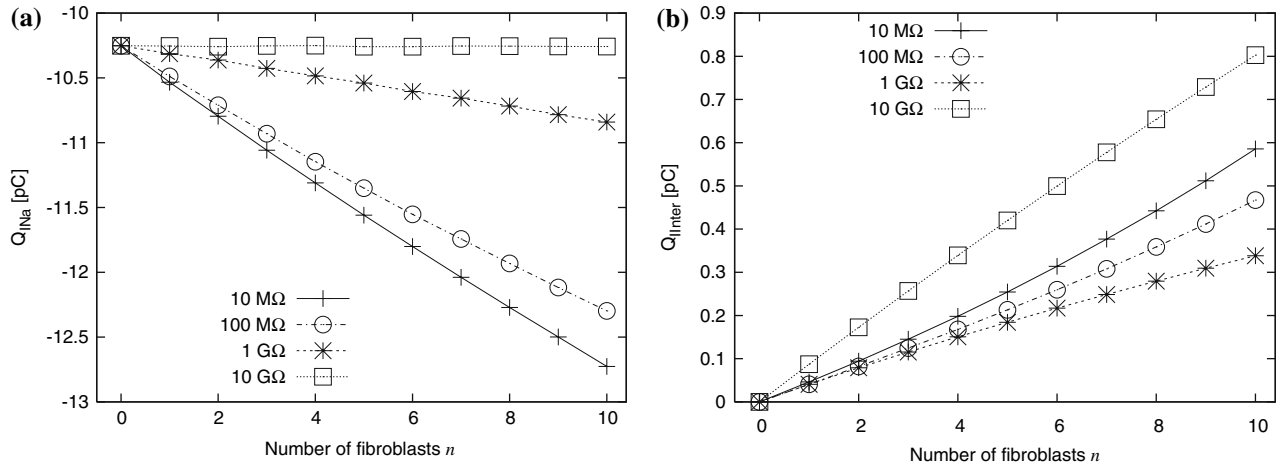 (a)
-10
-10.5
-11
-11.5
-12
-12.5
-13
Q_INa [pC]
10 MΩ
100 MΩ
1 GΩ
10 GΩ
0 2 4 6 8 10
Number of fibroblasts n
(b)
0.9
0.8
0.7
0.6
0.5
0.4
0.3
0.2
0.1
0
Q_IInter [pC]
10 MΩ
100 MΩ
1 GΩ
10 GΩ
0 2 4 6 8 10
Number of fibroblasts n